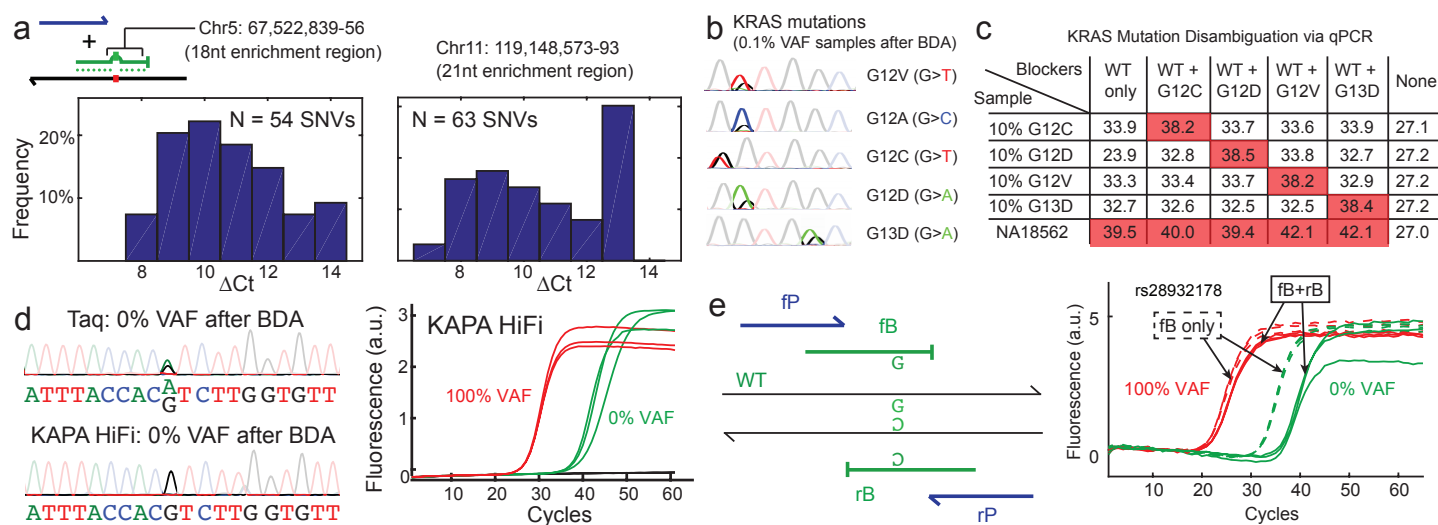 a
+
Chr5: 67,522,839-56
(18nt enrichment region)
Chr11: 119,148,573-93
(21nt enrichment region)
Frequency
20%
10%
N = 54 SNVs
8 10 12 14
ΔCt
N = 63 SNVs
8 10 12 14
ΔCt
b
KRAS mutations
(0.1% VAF samples after BDA)
G12V (G>T)
G12A (G>C)
G12C (G>T)
G12D (G>A)
G13D (G>A)
c
KRAS Mutation Disambiguation via qPCR
Blockers
Sample
WT only
WT + G12C
WT + G12D
WT + G12V
WT + G13D
None
10% G12C 33.9 38.2 33.7 33.6 33.9 27.1
10% G12D 23.9 32.8 38.5 33.8 32.7 27.2
10% G12V 33.3 33.4 33.7 38.2 32.9 27.2
10% G13D 32.7 32.6 32.5 32.5 38.4 27.2
NA18562 39.5 40.0 39.4 42.1 42.1 27.0
d
Taq: 0% VAF after BDA
A
ATTTACCAC TCTTGGTGTT
G
KAPA HiFi: 0% VAF after BDA
ATTTACCACGTCTTGGTGTT
Fluorescence (a.u.)
3
2
1
0
KAPA HiFi
100% VAF
0% VAF
10 20 30 40 50 60
Cycles
e
fP
fB
G
WT
G
C
C
rB
rP
rs28932178
fB+rB
fB only
100% VAF
0% VAF
Fluorescence (a.u.)
5
0
20 40 60
Cycles